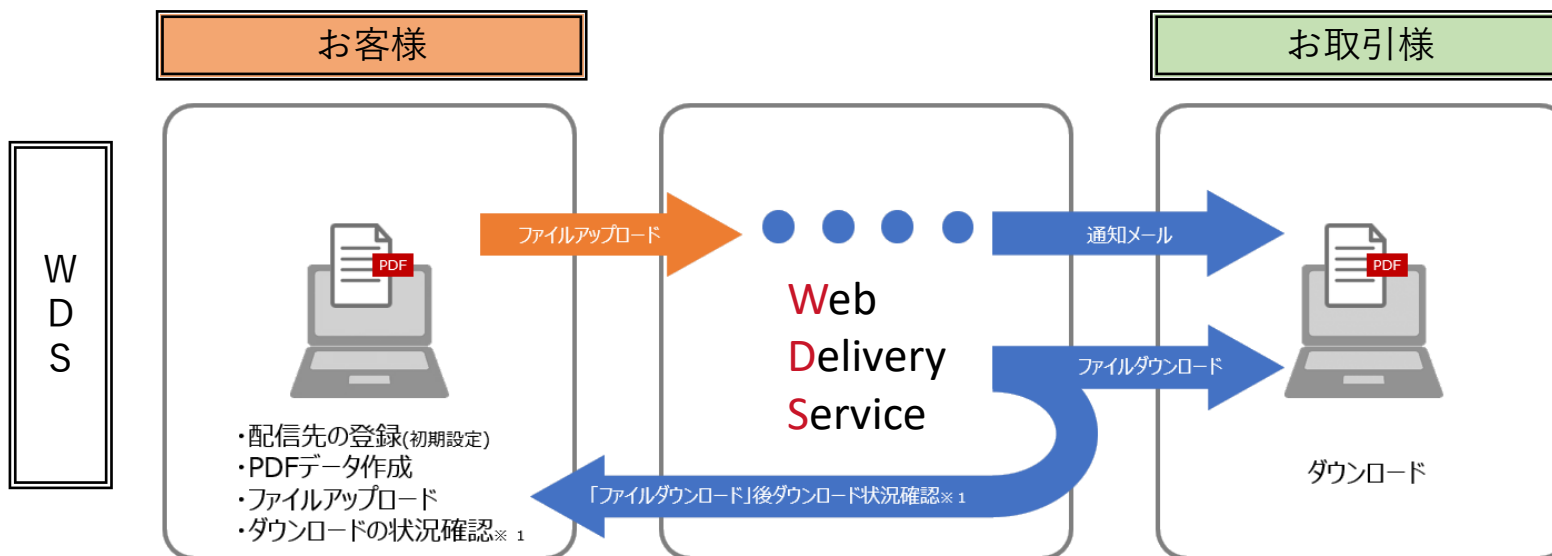 お客様
お取引様
W
D
S
PDF
ファイルアップロード
通知メール
PDF
Web
Delivery
Service
ファイルダウンロード
・配信先の登録(初期設定)
・PDFデータ作成
・ファイルアップロード
・ダウンロードの状況確認※ 1
「ファイルダウンロード」後ダウンロード状況確認※ 1
ダウンロード